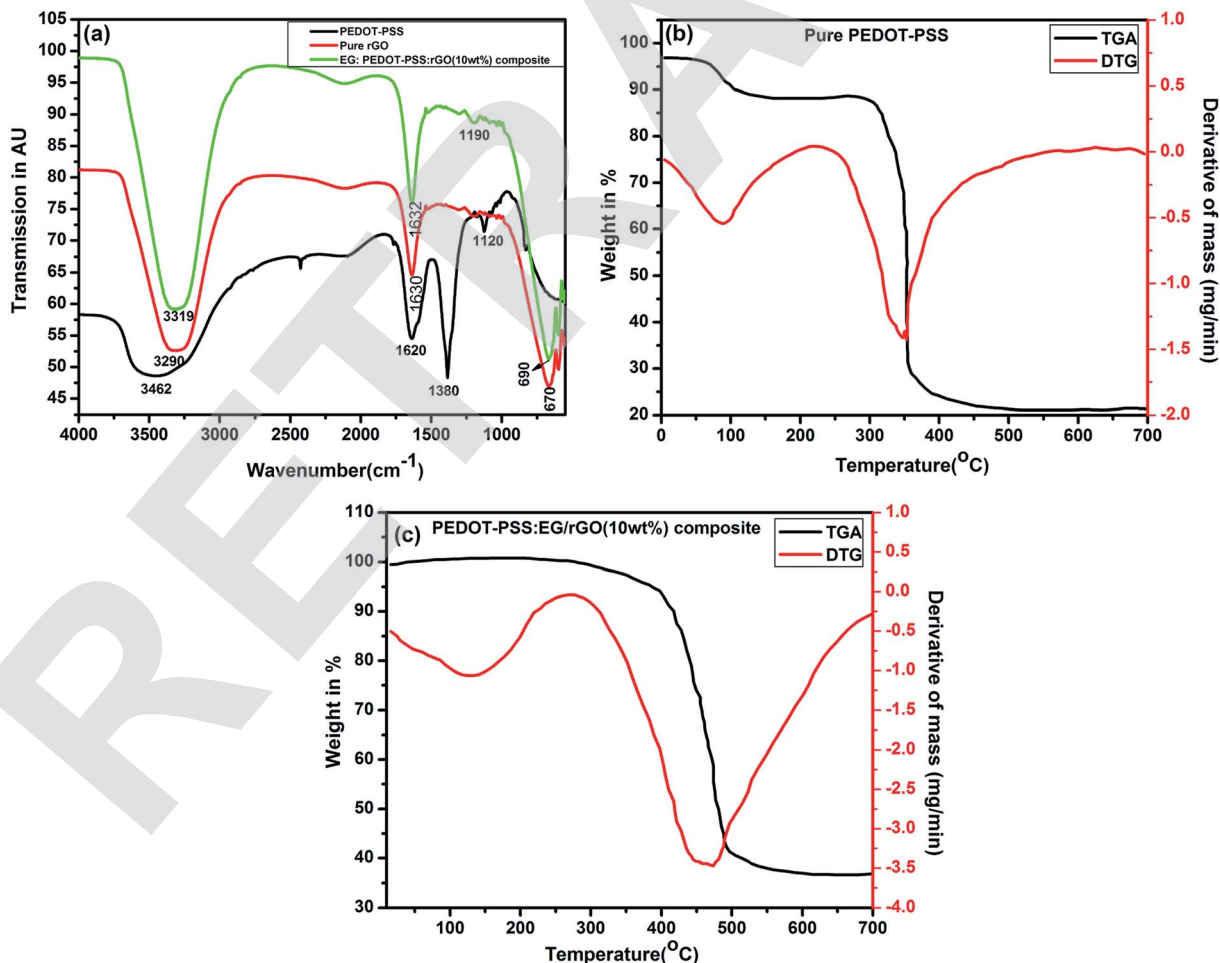 (a)
PEDOT-PSS
Pure rGO
EG: PEDOT-PSS:rGO(10wt%) composite
105
100
95
90
85
80
75
70
65
60
55
50
45
Transmission in AU
3319
3290
3462
1632
1630
1620
1380
1190
1120
690
670
4000 3500 3000 2500 2000 1500 1000
Wavenumber(cm⁻¹)
(b)
Pure PEDOT-PSS
TGA
DTG
100
90
80
70
60
50
40
30
20
Weight in %
1.0
0.5
0.0
-0.5
-1.0
-1.5
-2.0
Derivative of mass (mg/min)
0 100 200 300 400 500 600 700
Temperature(°C)
(c)
PEDOT-PSS:EG/rGO(10wt%) composite
TGA
DTG
110
100
90
80
70
60
50
40
30
Weight in %
1.0
0.5
0.0
-0.5
-1.0
-1.5
-2.0
-2.5
-3.0
-3.5
-4.0
Derivative of mass (mg/min)
100 200 300 400 500 600 700
Temperature(°C)
RETRA